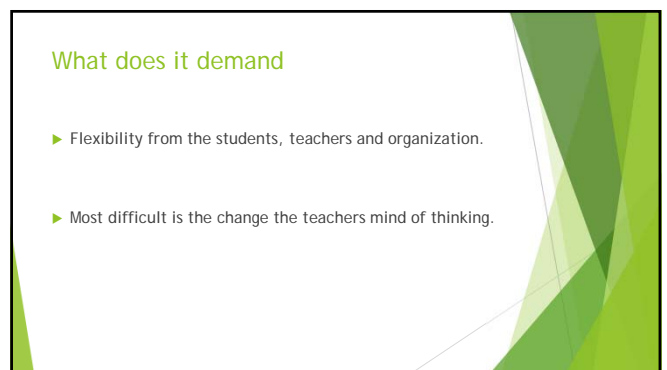 What does it demand
Flexibility from the students, teachers and organization.
Most difficult is the change the teachers mind of thinking.